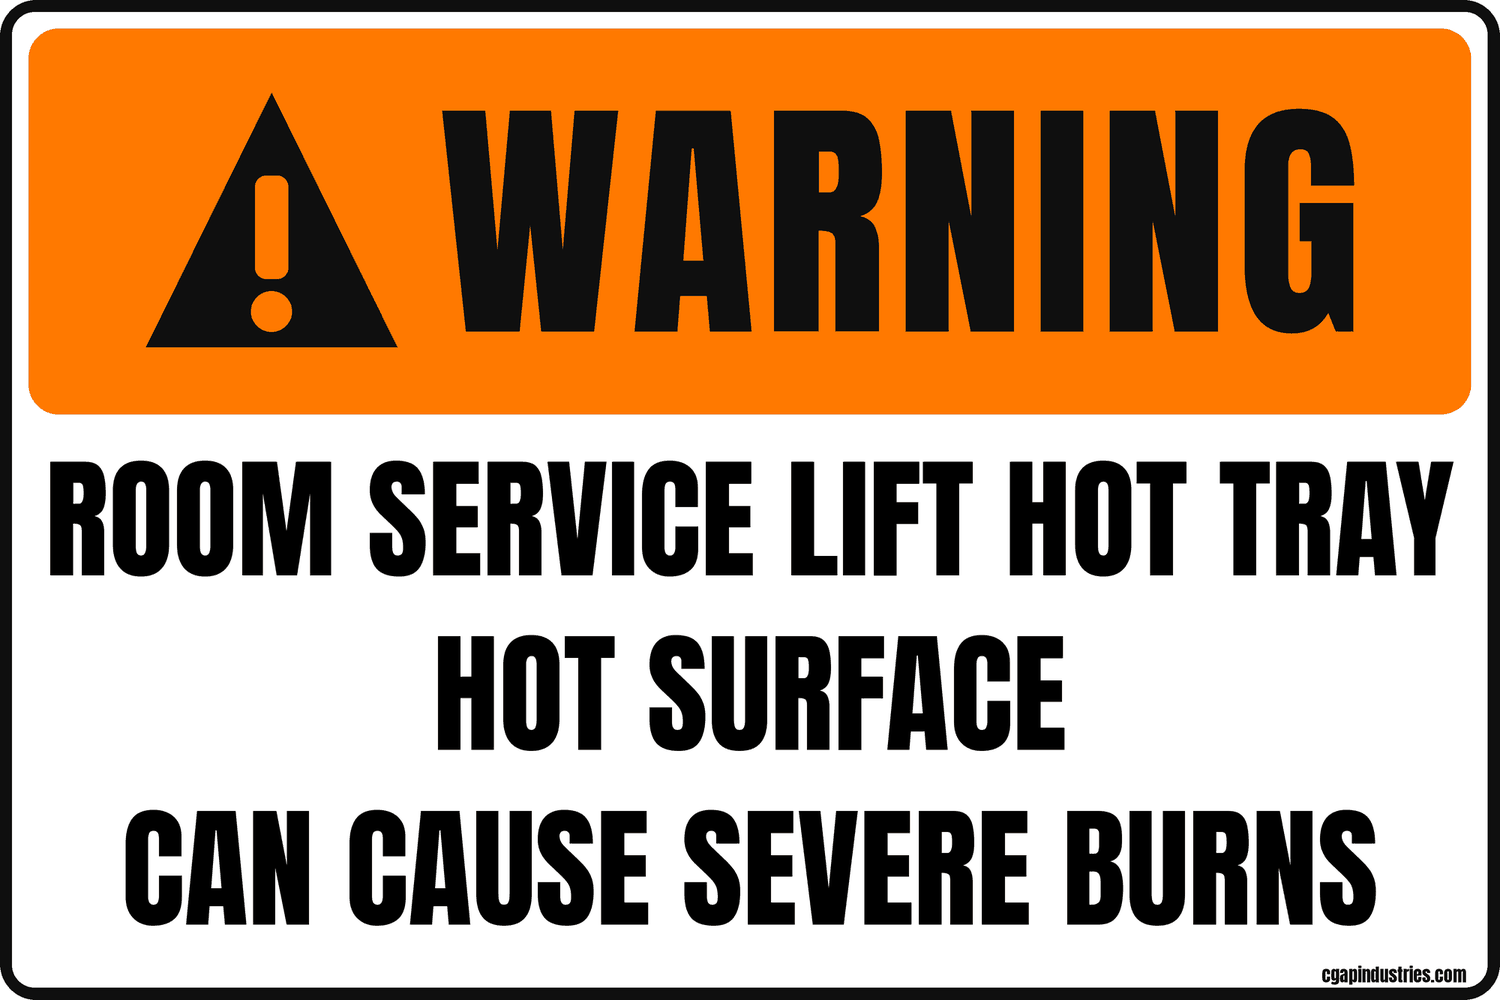 WARNING
ROOM SERVICE LIFT HOT TRAY
HOT SURFACE
CAN CAUSE SEVERE BURNS
cgapindustries.com